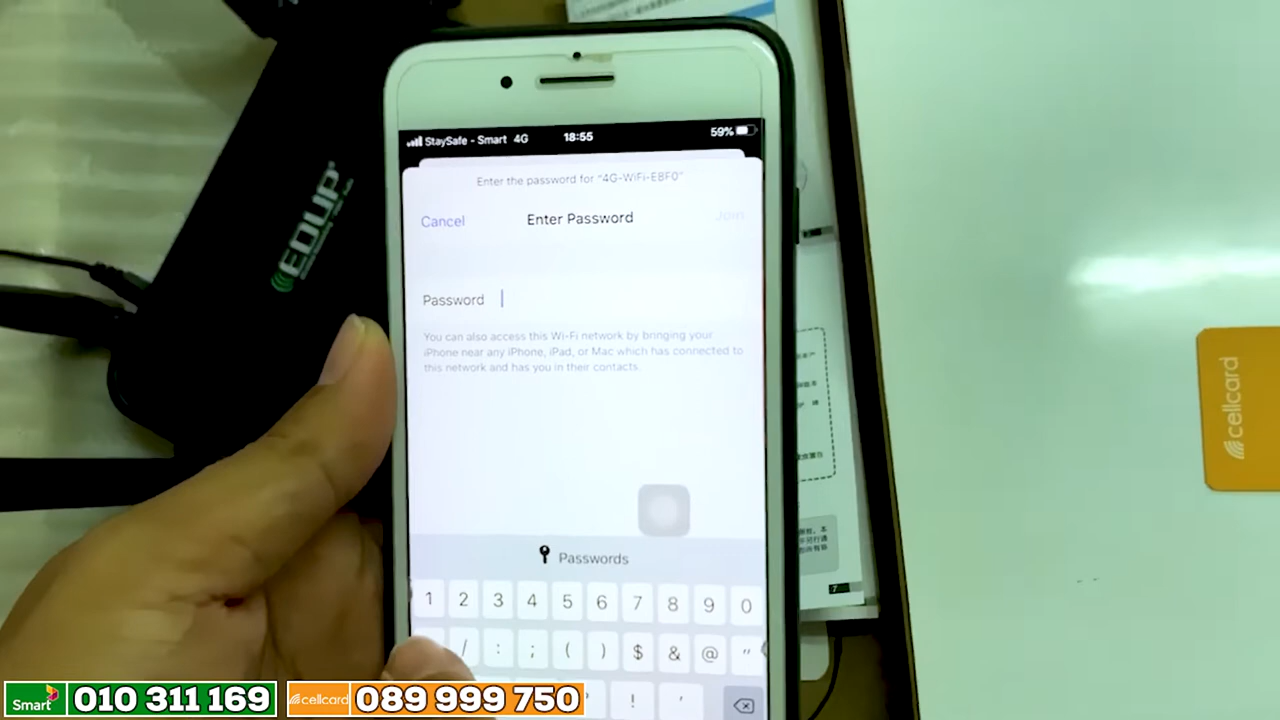 StaySafe - Smart 4G 18:55 59%
Enter the password for "4G-WiFi-EBF0"
Cancel Enter Password Join
Password
You can also access this Wi-Fi network by bringing your
iPhone near any iPhone, iPad, or Mac which has connected to
this network and has you in their contacts.
Passwords
1 2 3 4 5 6 7 8 9 0
/ : ; ( ) $ & @ "
! '
EDUP
cellcard
7
Smart 010 311 169 cellcard 089 999 750